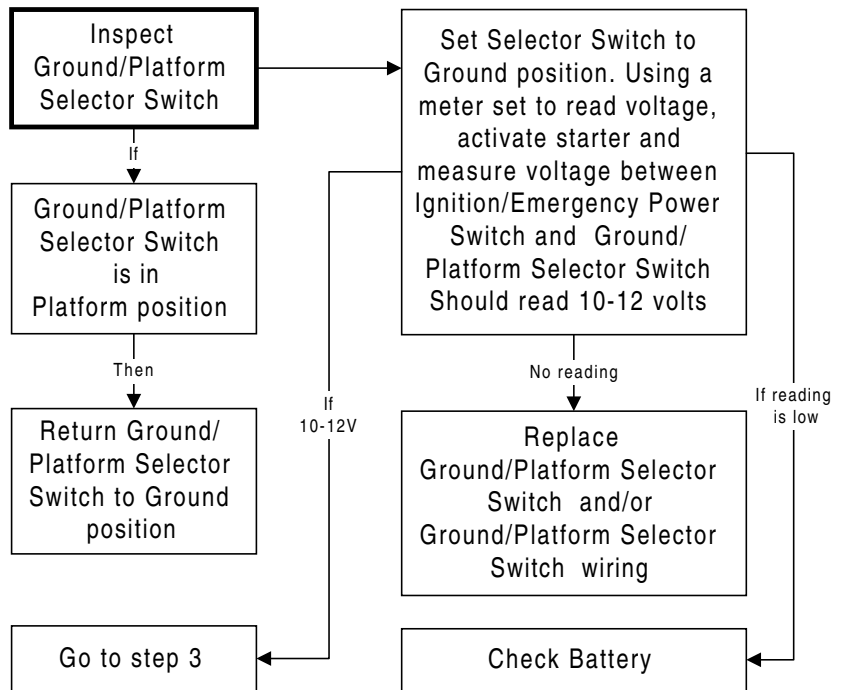 Inspect
Ground/Platform
Selector Switch
If
Ground/Platform
Selector Switch
is in
Platform position
Then
Return Ground/
Platform Selector
Switch to Ground
position
Set Selector Switch to
Ground position. Using a
meter set to read voltage,
activate starter and
measure voltage between
Ignition/Emergency Power
Switch and Ground/
Platform Selector Switch
Should read 10-12 volts
If
10-12V
No reading
If reading
is low
Replace
Ground/Platform Selector
Switch and/or
Ground/Platform Selector
Switch wiring
Go to step 3
Check Battery